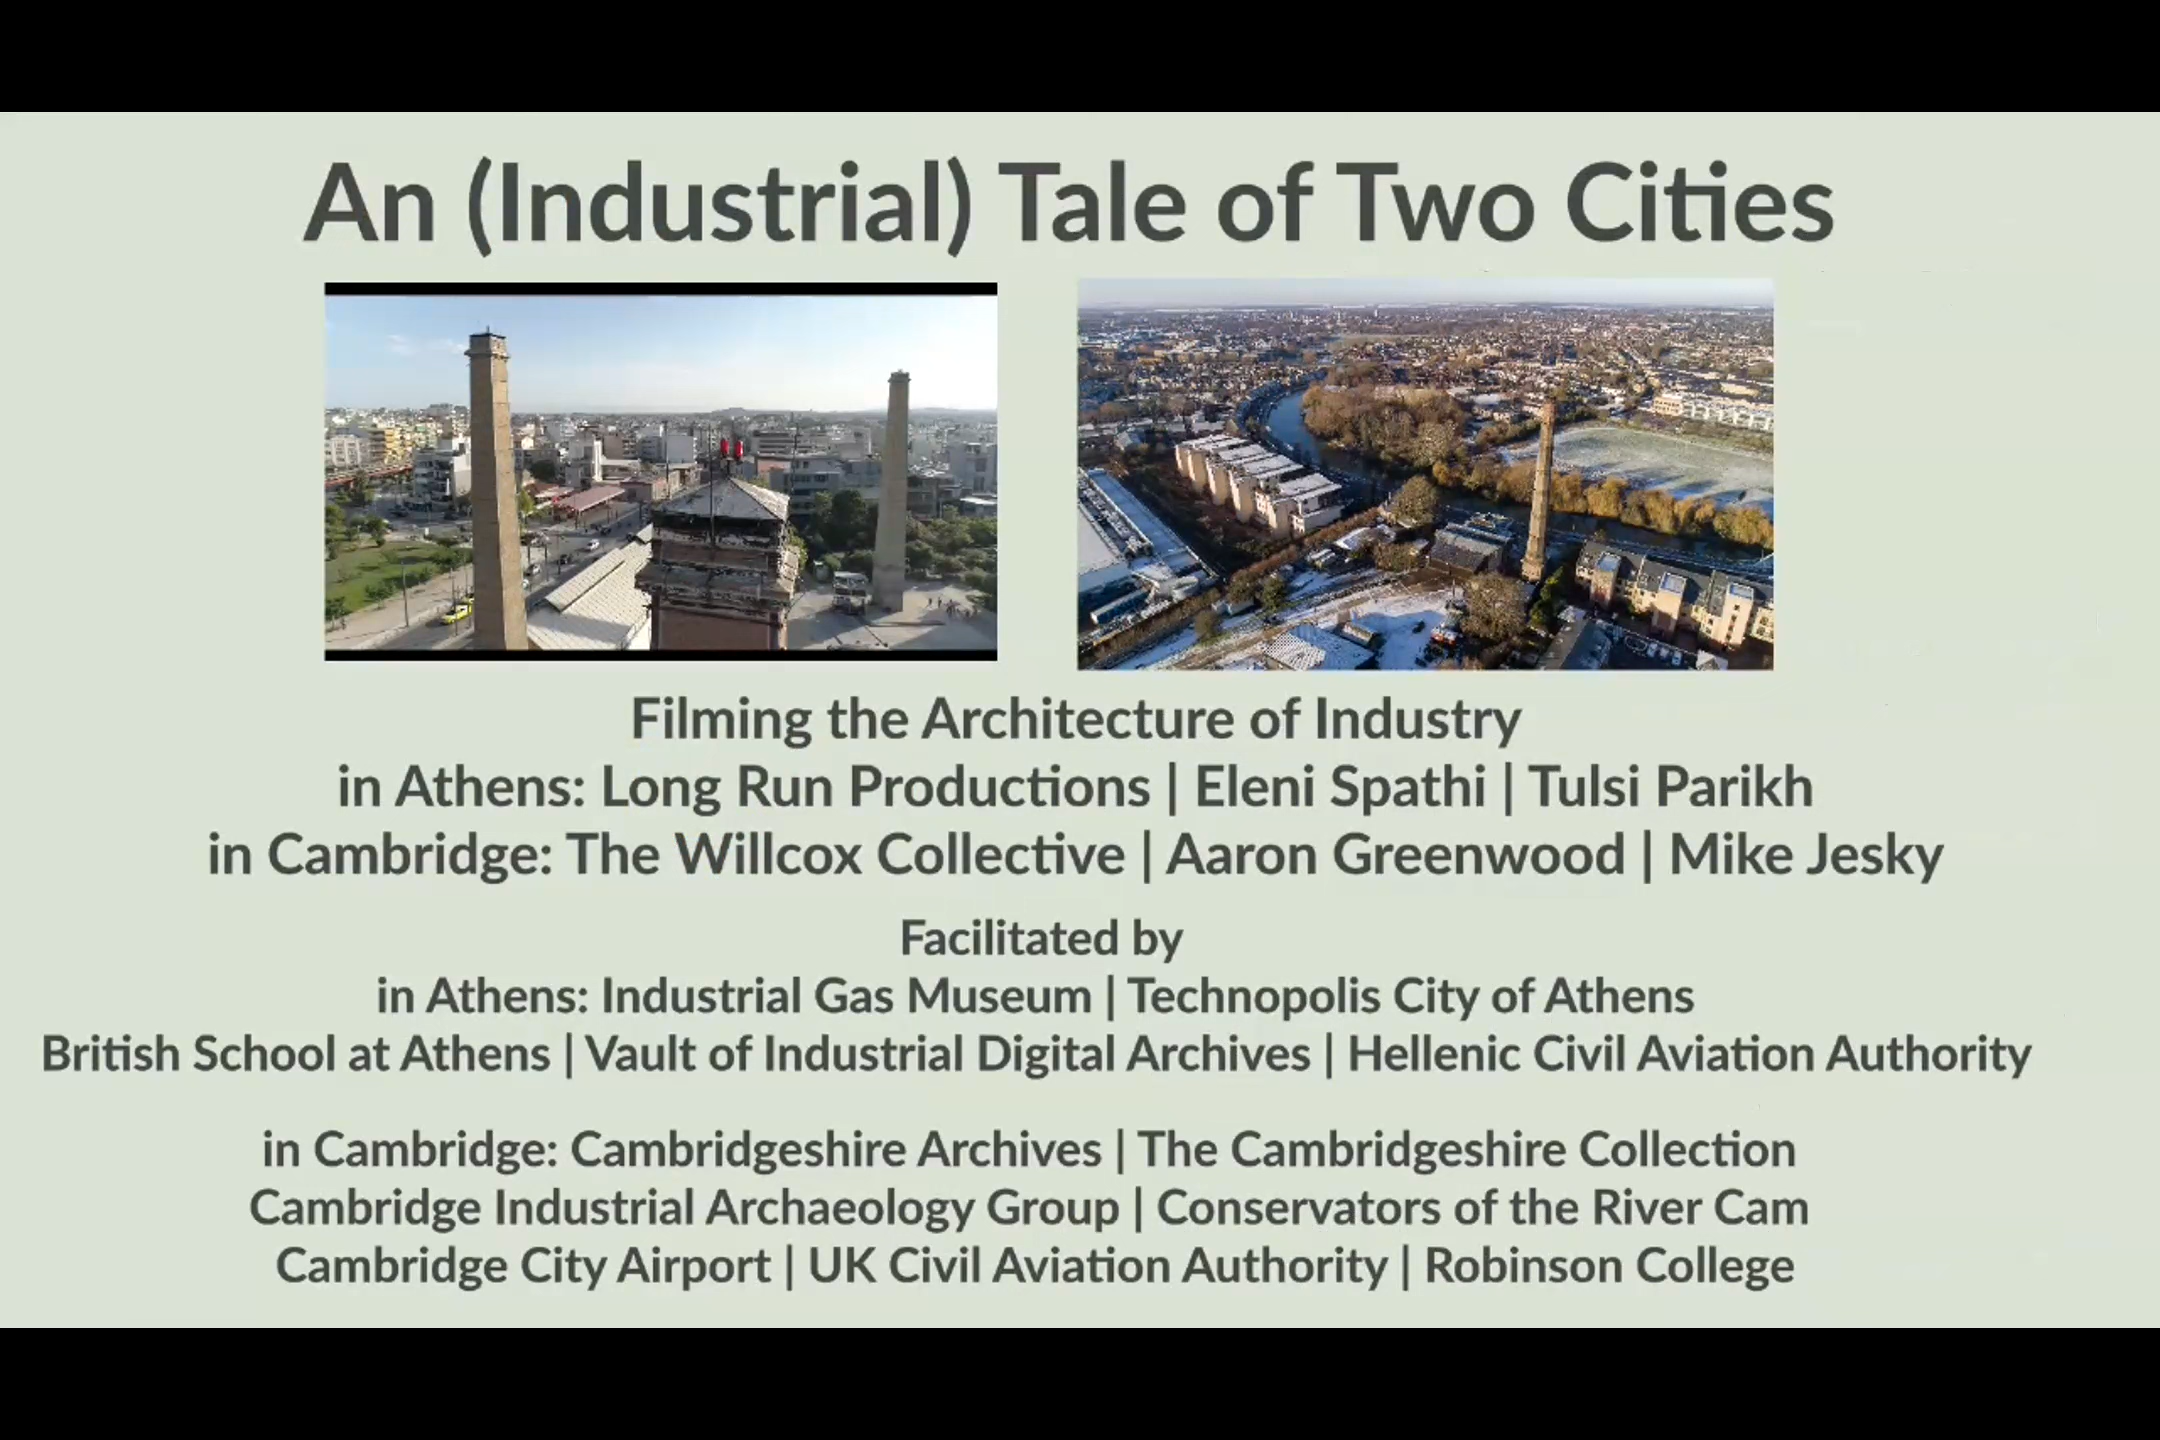 An (Industrial) Tale of Two Cities
Filming the Architecture of Industry
in Athens: Long Run Productions | Eleni Spathi | Tulsi Parikh
in Cambridge: The Willcox Collective | Aaron Greenwood | Mike Jesky
Facilitated by
in Athens: Industrial Gas Museum | Technopolis City of Athens
British School at Athens | Vault of Industrial Digital Archives | Hellenic Civil Aviation Authority
in Cambridge: Cambridgeshire Archives | The Cambridgeshire Collection
Cambridge Industrial Archaeology Group | Conservators of the River Cam
Cambridge City Airport | UK Civil Aviation Authority | Robinson College